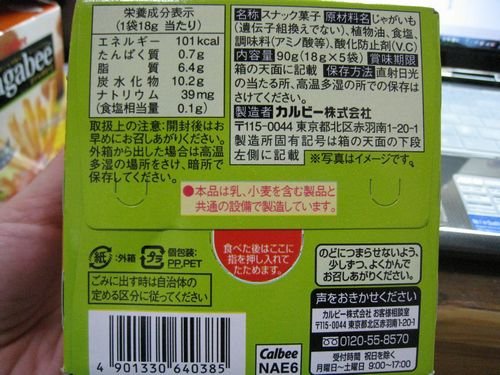 栄養成分表示
(1袋18g 当たり)
エネルギー 101kcal
たんぱく質 0.7g
脂質 6.4g
炭水化物 10.2g
ナトリウム 39mg
(食塩相当量 0.1g)
名称 スナック菓子 原材料名 じゃがいも
(遺伝子組換えでない)、植物油、食塩、
調味料(アミノ酸等)、酸化防止剤(V.C)
内容量 90g(18g×5袋) 賞味期限
箱の天面に記載 保存方法 直射日光
の当たる所、高温多湿の所での保存は
さけてください。
製造者 カルビー株式会社
〒115-0044 東京都北区赤羽南1-20-1
製造所固有記号は箱の天面の下段
左側に記載
※写真はイメージです。
取扱上の注意:開封後はお
早めにお召しあがりください。
外箱から出した場合は高温
多湿の場所をさけ、暗所で
保存してください。
●本品は乳、小麦を含む製品と
共通の設備で製造しています。
紙 :外箱
プラ 個包装:
PP,PET
ごみに出す時は自治体の
定める区分に従ってください
食べた後はここに
指を押し入れて
たためます。
のどにつまらせないよう、
少しずつ、よくかんで
お召しあがりください。
声をおきかせください
カルビー株式会社 お客様相談室
〒115-0044 東京都北区赤羽南1-20-1
0120-55-8570
受付時間 祝日を除く
月曜日~土曜日 9:00~17:00
4 901330 640385
Calbee
NAE6
gabee